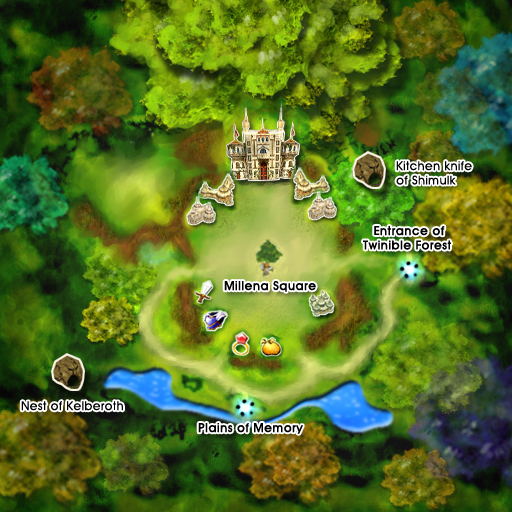 Kitchen knife
of Shimulk
Entrance of
Twinible Forest
Millena Square
Nest of Kelberoth
Plains of Memory